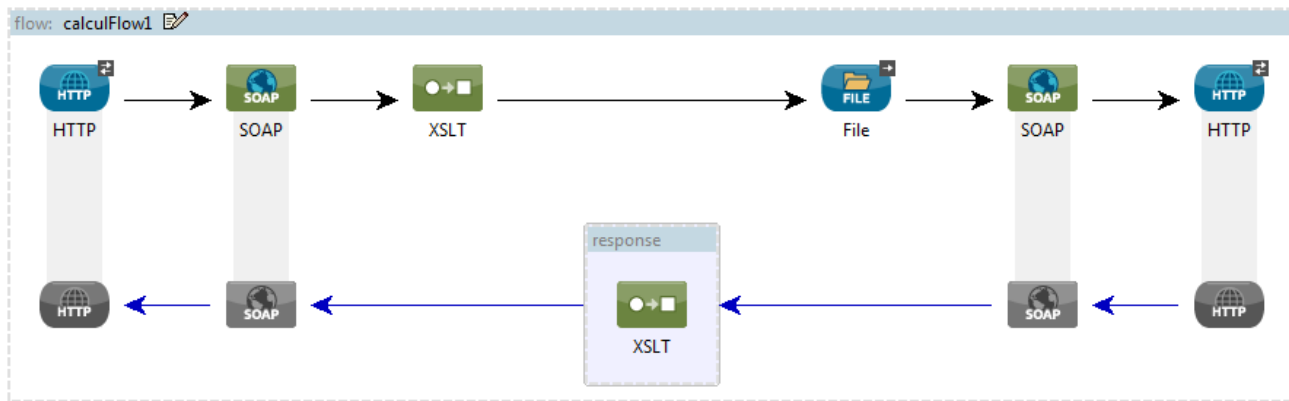 flow: calculFlow1
HTTP SOAP FILE SOAP HTTP
HTTP SOAP XSLT File SOAP HTTP
response
HTTP SOAP SOAP HTTP
XSLT